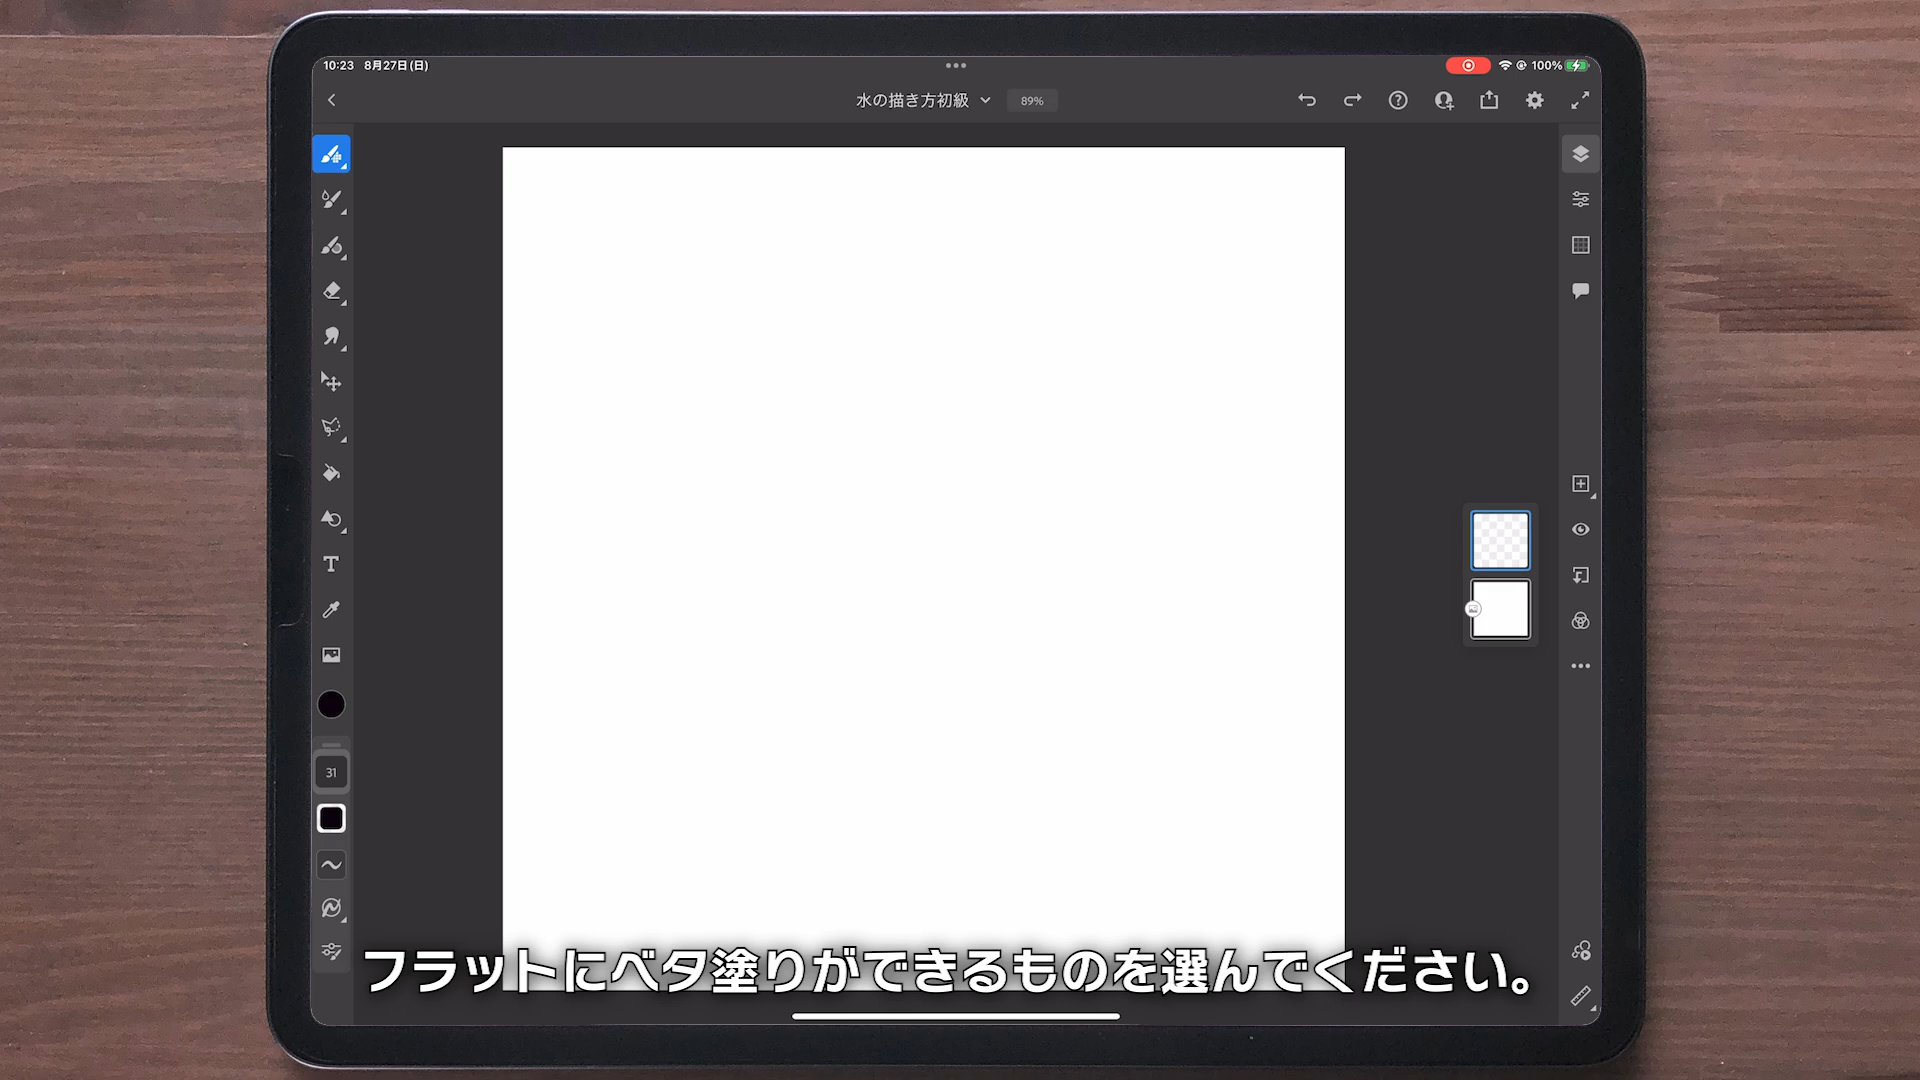 10:23 8月27日(日)
100%
水の描き方初級
89%
T
31
フラットにベタ塗りができるものを選んでください。